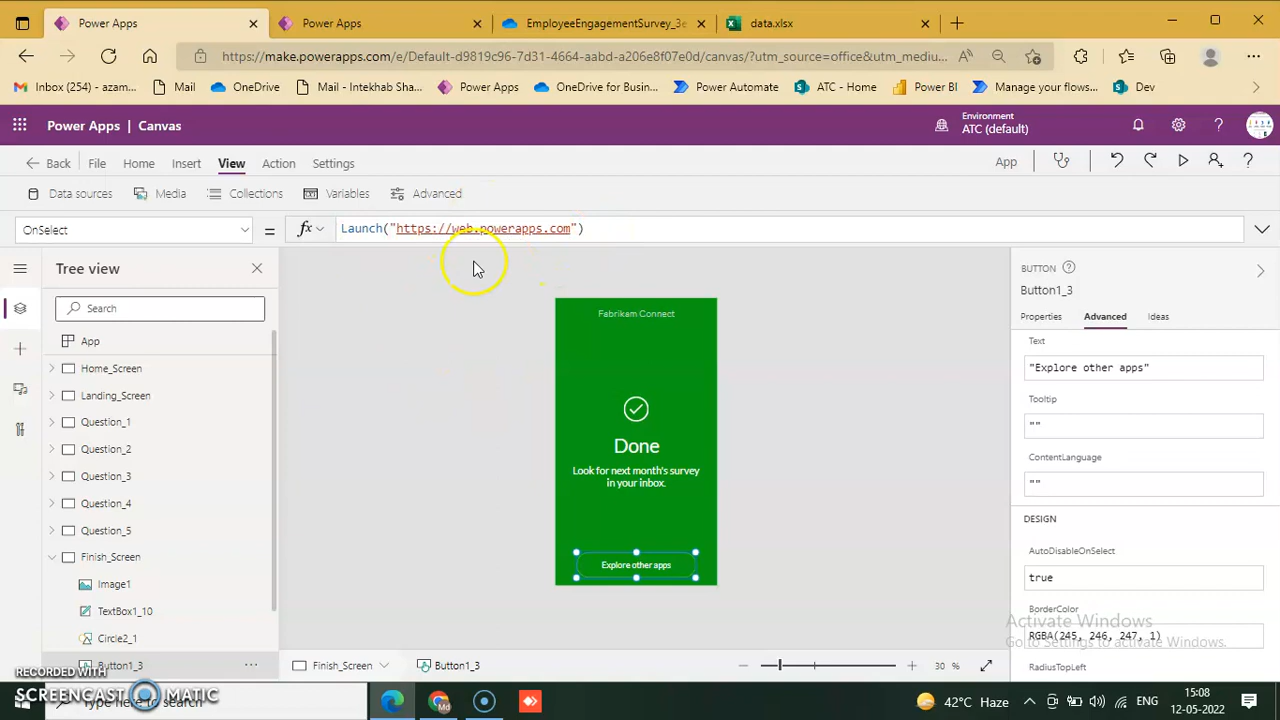 Power Apps
Power Apps
EmployeeEngagementSurvey_3e
data.xlsx
https://make.powerapps.com/e/Default-d9819c96-7d31-4664-aabd-a206e8f07e0d/canvas/?utm_source=office&utm_mediu...
Inbox (254) - azam...
Mail
OneDrive
Mail - Intekhab Sha...
Power Apps
OneDrive for Busin...
Power Automate
ATC - Home
Power BI
Manage your flows...
Dev
Power Apps | Canvas
Environment
ATC (default)
Back
File
Home
Insert
View
Action
Settings
App
Data sources
Media
Collections
Variables
Advanced
OnSelect
=
fx
Launch("https://web.powerapps.com")
Tree view
Search
App
Home_Screen
Landing_Screen
Question_1
Question_2
Question_3
Question_4
Question_5
Finish_Screen
Image1
TextBox1_10
Circle2_1
Button1_3
Fabrikam Connect
Done
Look for next month's survey
in your inbox.
Explore other apps
BUTTON
Button1_3
Properties
Advanced
Ideas
Text
"Explore other apps"
Tooltip
""
ContentLanguage
""
DESIGN
AutoDisableOnSelect
true
BorderColor
RGBA(245, 246, 247, 1)
RadiusTopLeft
Activate Windows
Go to Settings to activate Windows.
Finish_Screen
Button1_3
30 %
RECORDED WITH
SCREENCAST MATIC
Type here to search
42°C Haze
ENG
15:08
12-05-2022